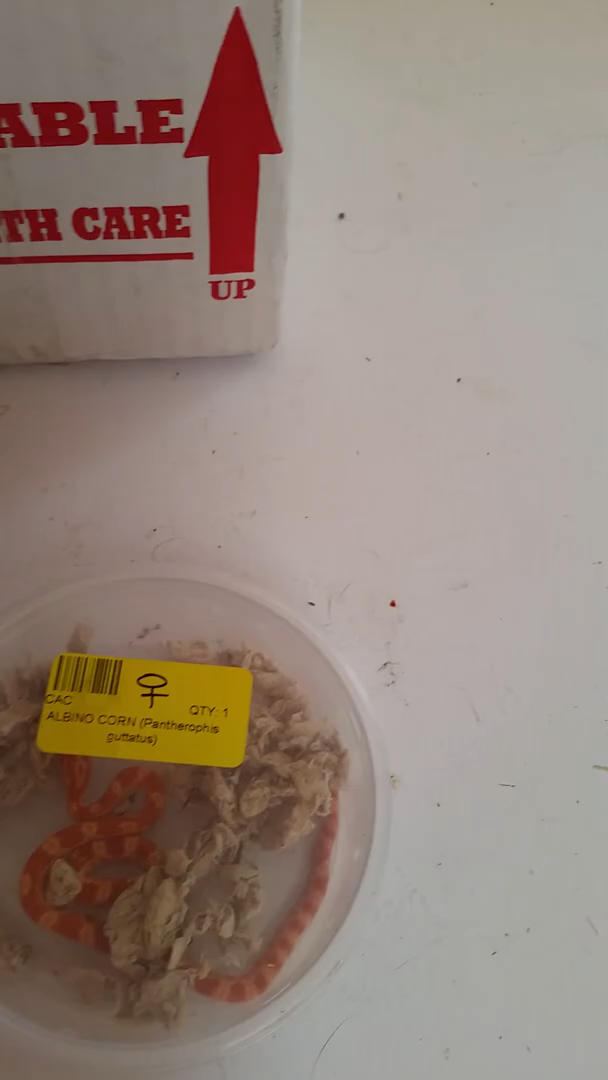 ABLE
TH CARE
UP
CAC
QTY: 1
ALBINO CORN (Pantherophis
guttatus)